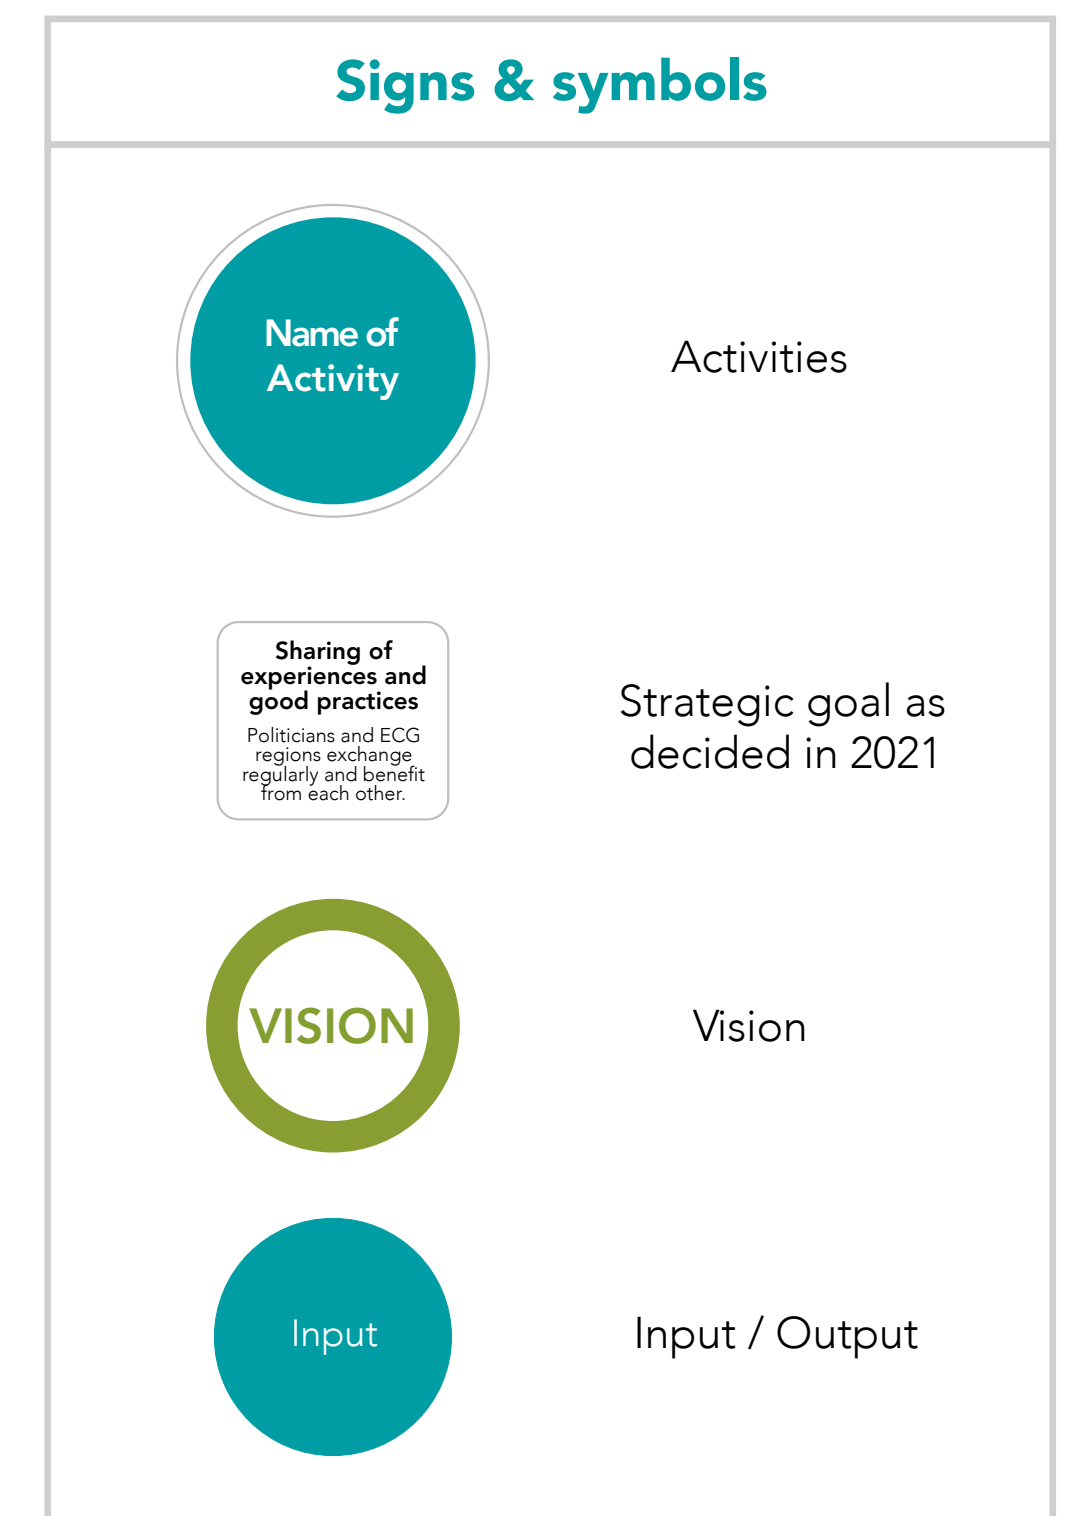 Signs & symbols
Name of
Activity
Activities
Sharing of
experiences and
good practices
Politicians and ECG
regions exchange
regularly and benefit
from each other.
Strategic goal as
decided in 2021
VISION
Vision
Input
Input / Output